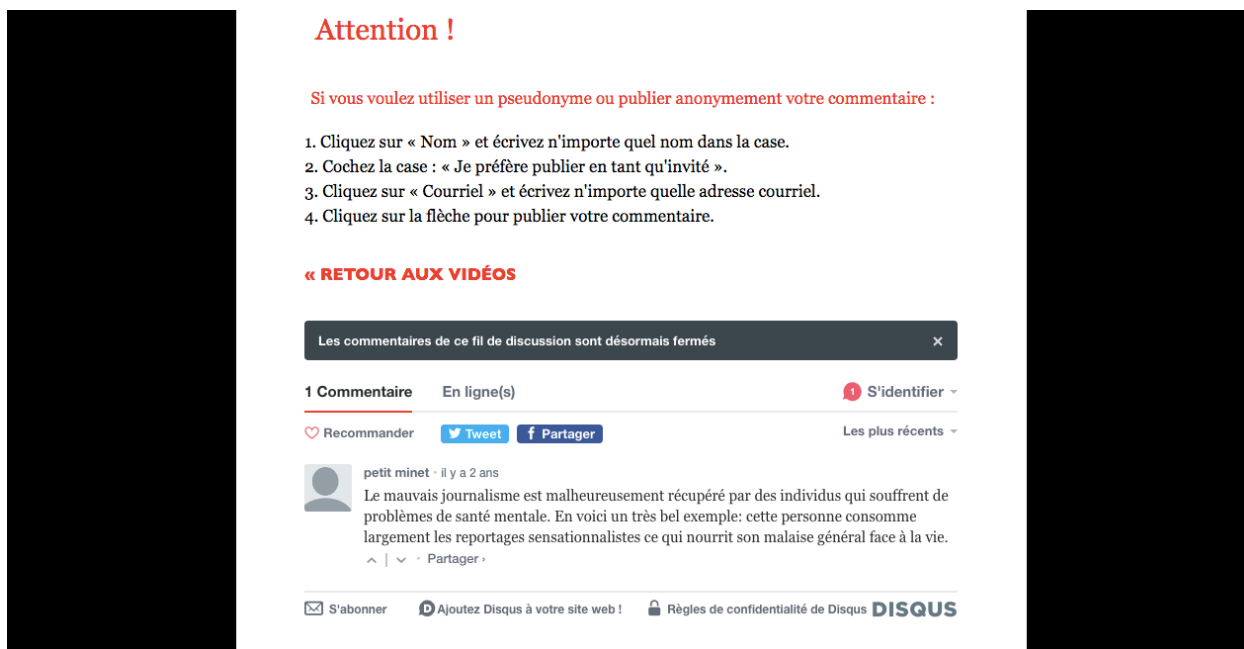 Attention !
Si vous voulez utiliser un pseudonyme ou publier anonymement votre commentaire :
1. Cliquez sur « Nom » et écrivez n'importe quel nom dans la case.
2. Cochez la case : « Je préfère publier en tant qu'invité ».
3. Cliquez sur « Courriel » et écrivez n'importe quelle adresse courriel.
4. Cliquez sur la flèche pour publier votre commentaire.
« RETOUR AUX VIDÉOS
Les commentaires de ce fil de discussion sont désormais fermés ×
1 Commentaire En ligne(s) 1 S'identifier
Recommander Tweet f Partager Les plus récents
petit minet · il y a 2 ans
Le mauvais journalisme est malheureusement récupéré par des individus qui souffrent de
problèmes de santé mentale. En voici un très bel exemple: cette personne consomme
largement les reportages sensationnalistes ce qui nourrit son malaise général face à la vie.
· Partager ›
S'abonner D Ajoutez Disqus à votre site web ! Règles de confidentialité de Disqus DISQUS